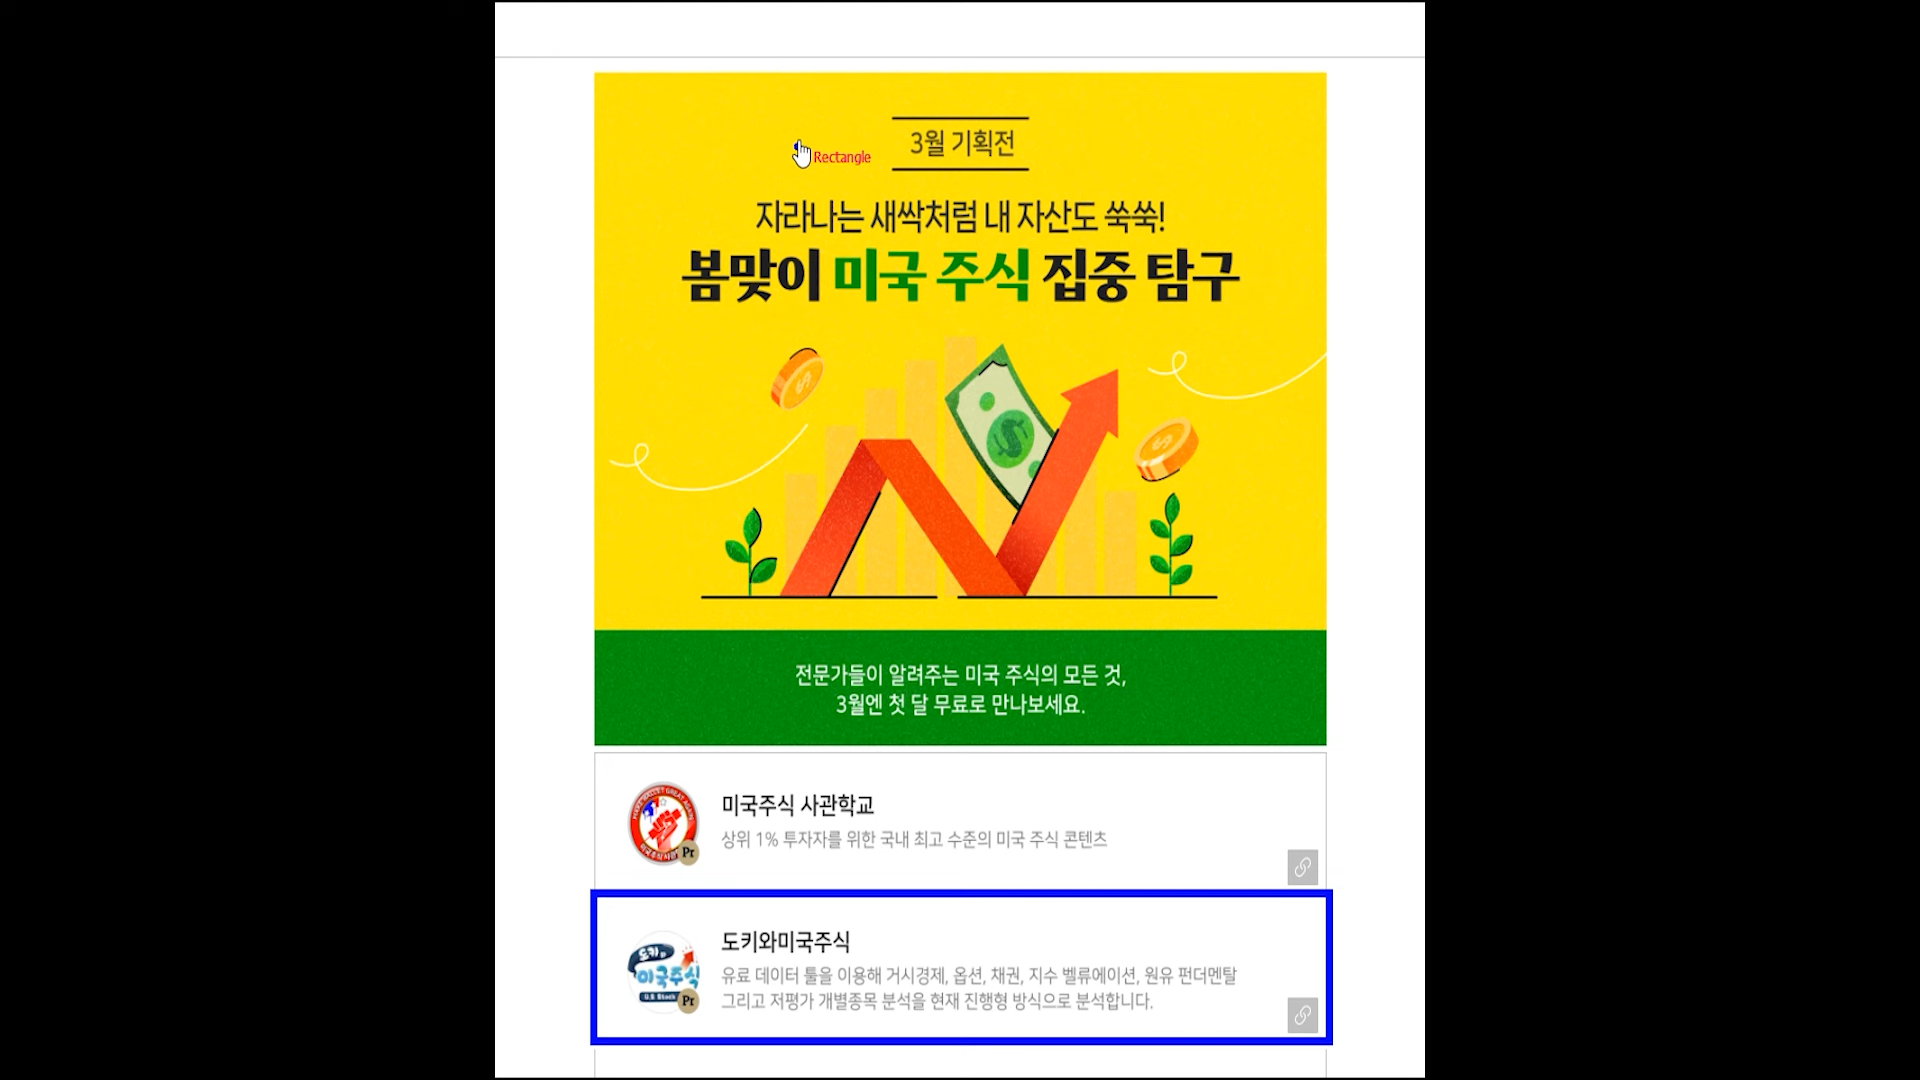 3월 기획전
Rectangle
자라나는 새싹처럼 내 자산도 쑥쑥!
봄맞이 미국 주식 집중 탐구
전문가들이 알려주는 미국 주식의 모든 것,
3월엔 첫 달 무료로 만나보세요.
미국주식 사관학교
상위 1% 투자자를 위한 국내 최고 수준의 미국 주식 콘텐츠
Pr
도키와미국주식
유료 데이터 툴을 이용해 거시경제, 옵션, 채권, 지수 벨류에이션, 원유 펀더멘탈
그리고 저평가 개별종목 분석을 현재 진행형 방식으로 분석합니다.
도키와
미국주식
U.S Stock
Pr